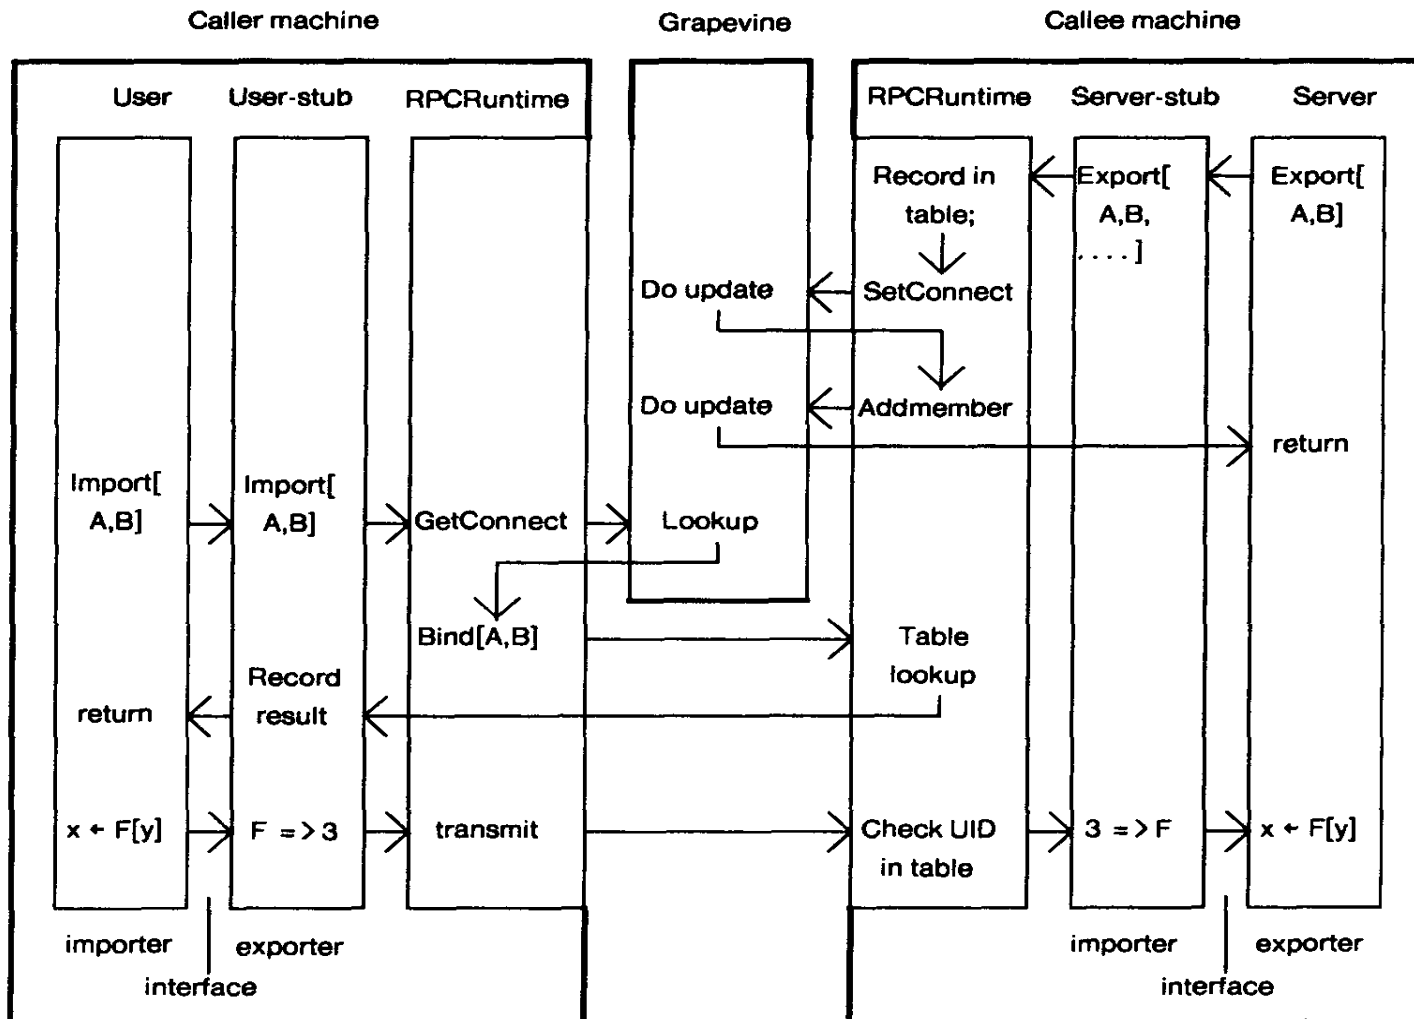 Caller machine
Grapevine
Callee machine
User
User-stub
RPCRuntime
RPCRuntime
Server-stub
Server
Record in
table;
Export[
A,B,
. . . . ]
Export[
A,B]
Do update
SetConnect
Do update
Addmember
return
Import[
A,B]
Import[
A,B]
GetConnect
Lookup
Bind[A,B]
Table
lookup
return
Record
result
x ← F[y]
F = > 3
transmit
Check UID
in table
3 = > F
x ← F[y]
importer
exporter
interface
importer
exporter
interface